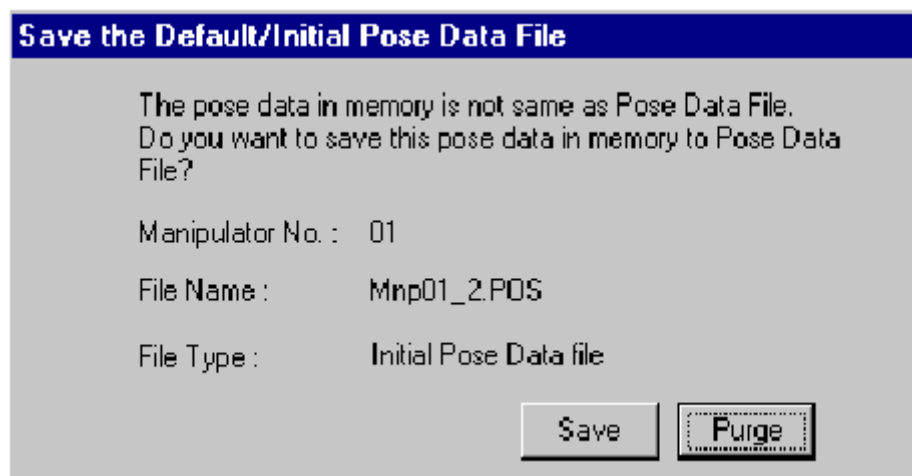 Save the Default/Initial Pose Data File
The pose data in memory is not same as Pose Data File.
Do you want to save this pose data in memory to Pose Data
File?
Manipulator No. : 01
File Name : Mnp01_2.POS
File Type : Initial Pose Data file
Save Purge